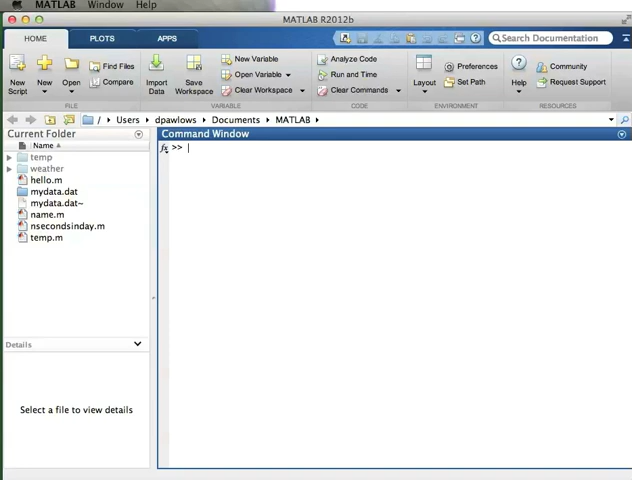 MATLAB Window Help
MATLAB R2012b
HOME PLOTS APPS
Search Documentation
New Script
New
Open
Find Files
Compare
FILE
Import Data
Save Workspace
New Variable
Open Variable
Clear Workspace
VARIABLE
Analyze Code
Run and Time
Clear Commands
CODE
Layout
Preferences
Set Path
ENVIRONMENT
Help
Community
Request Support
RESOURCES
/ Users dpawlows Documents MATLAB
Current Folder
Name
temp
weather
hello.m
mydata.dat
mydata.dat~
name.m
nsecondsinday.m
temp.m
Details
Select a file to view details
Command Window
fx >>